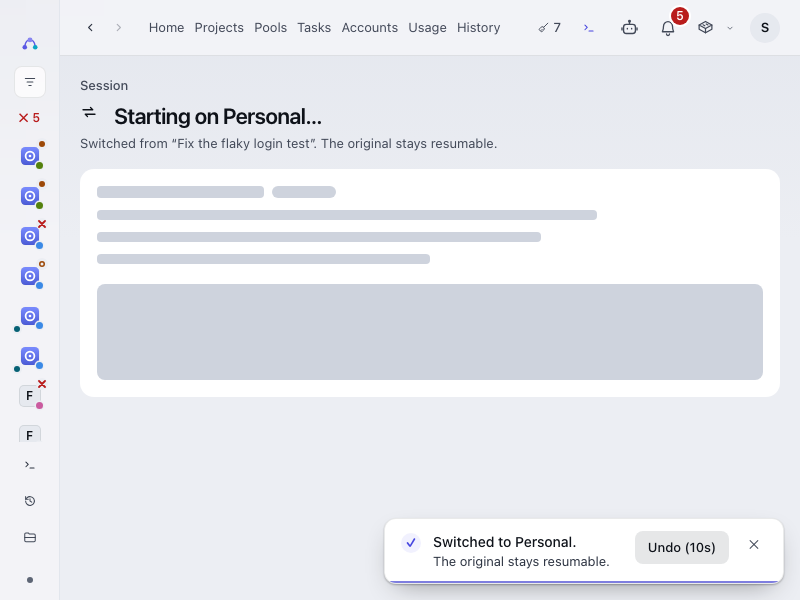 Home Projects Pools Tasks Accounts Usage History 7 5 S
5
F
F
Session
Starting on Personal...
Switched from “Fix the flaky login test”. The original stays resumable.
Switched to Personal.
The original stays resumable.
Undo (10s)